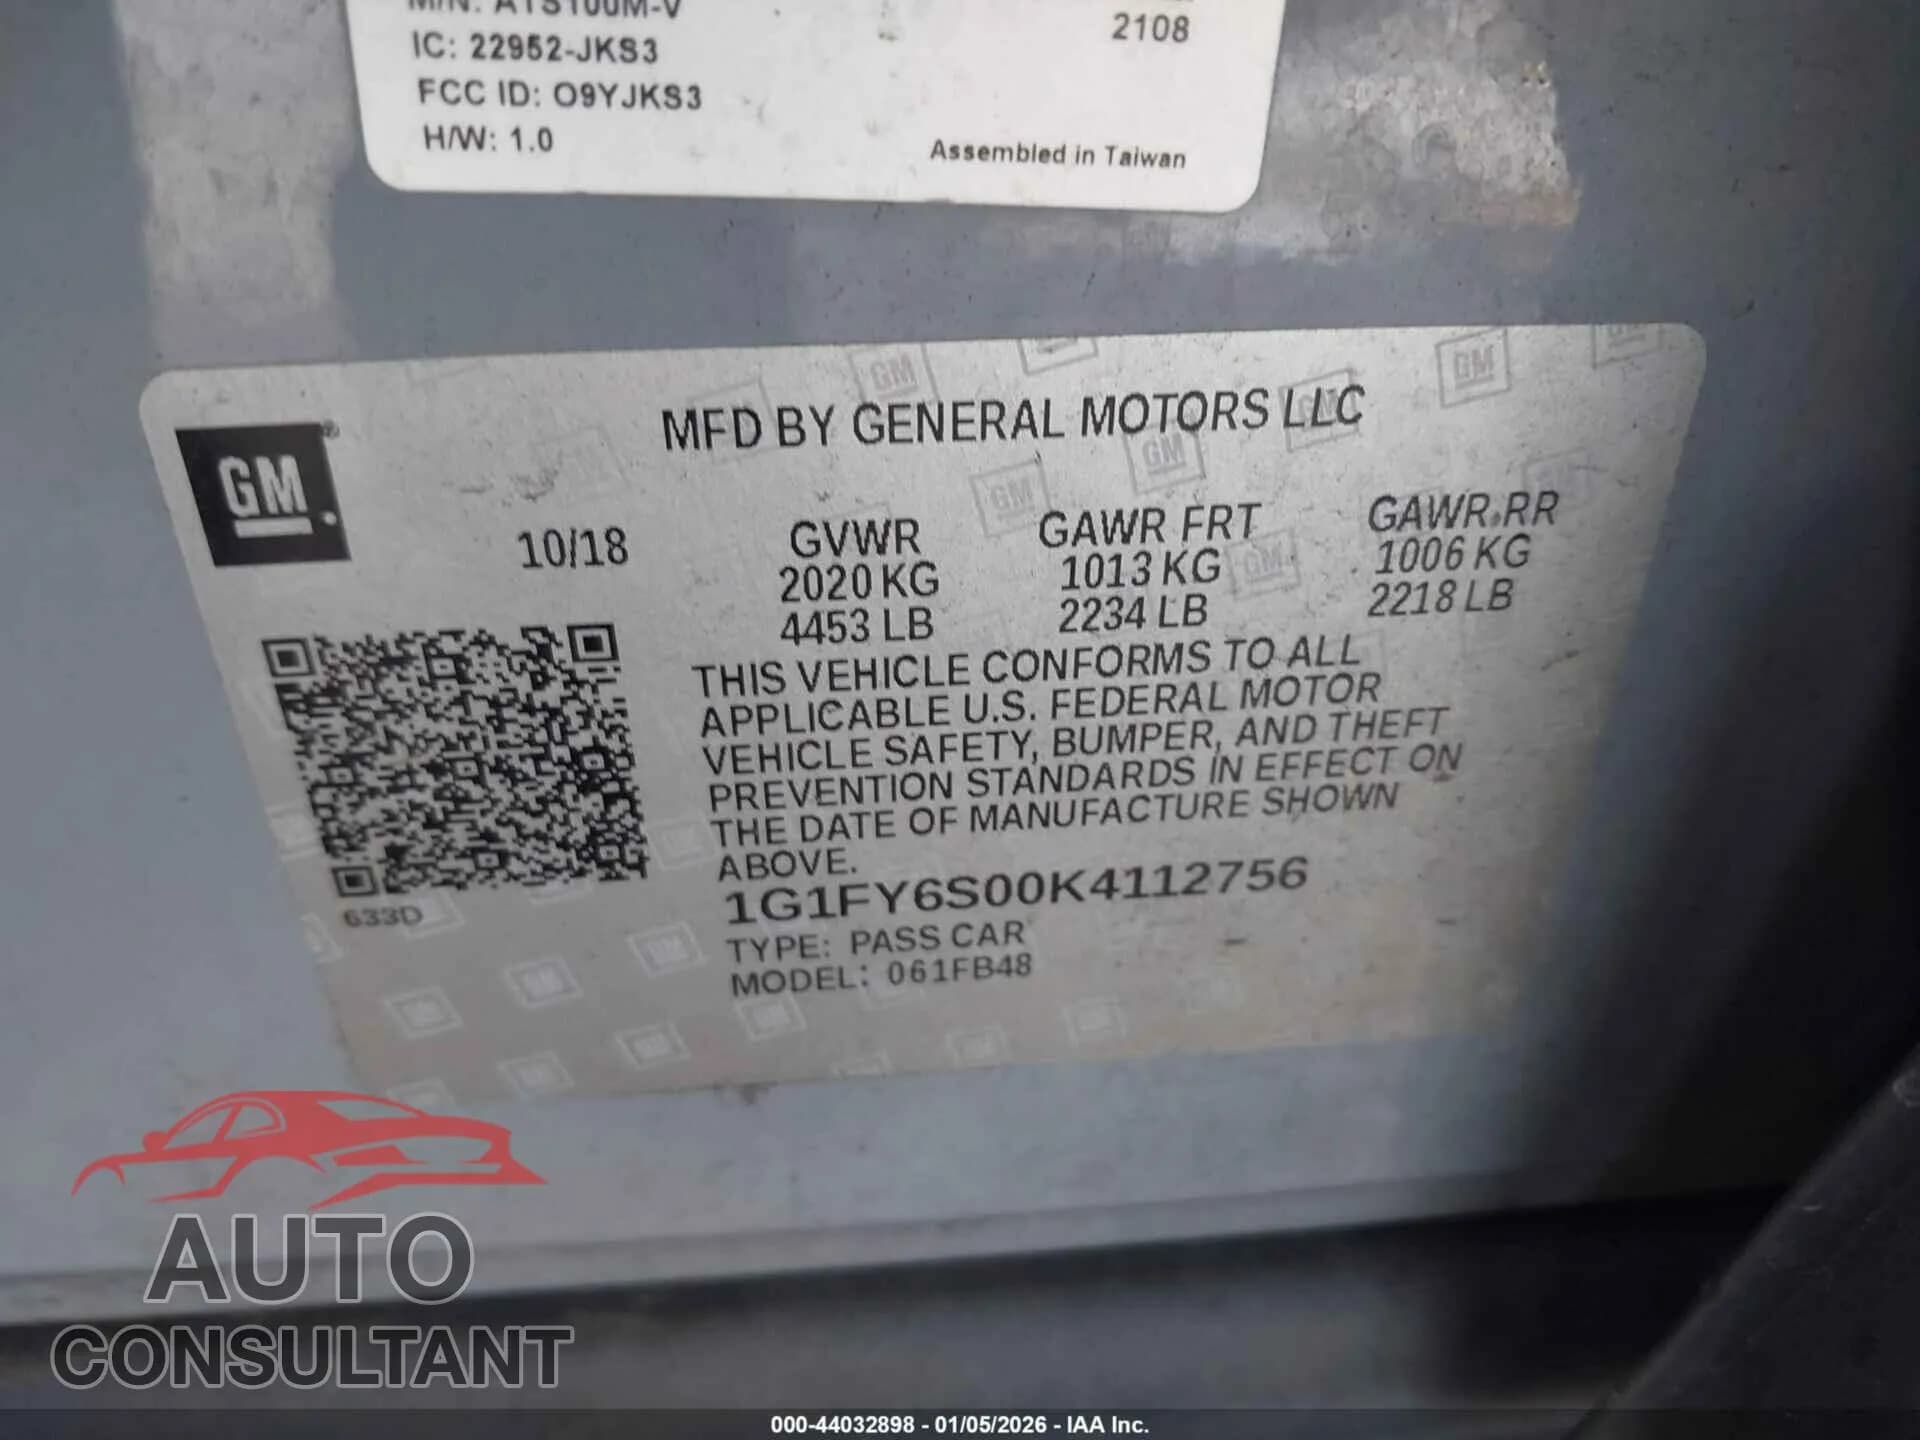 M/N: ATS100M-V
IC: 22952-JKS3
FCC ID: O9YJKS3
H/W: 1.0
2108
Assembled in Taiwan
MFD BY GENERAL MOTORS LLC
GM
10/18
GVWR
2020 KG
4453 LB
GAWR FRT
1013 KG
2234 LB
GAWR RR
1006 KG
2218 LB
THIS VEHICLE CONFORMS TO ALL
APPLICABLE U.S. FEDERAL MOTOR
VEHICLE SAFETY, BUMPER, AND THEFT
PREVENTION STANDARDS IN EFFECT ON
THE DATE OF MANUFACTURE SHOWN
ABOVE.
1G1FY6S00K4112756
TYPE: PASS CAR
MODEL: 061FB48
633D
AUTO
CONSULTANT
000-44032898 - 01/05/2026 - IAA Inc.